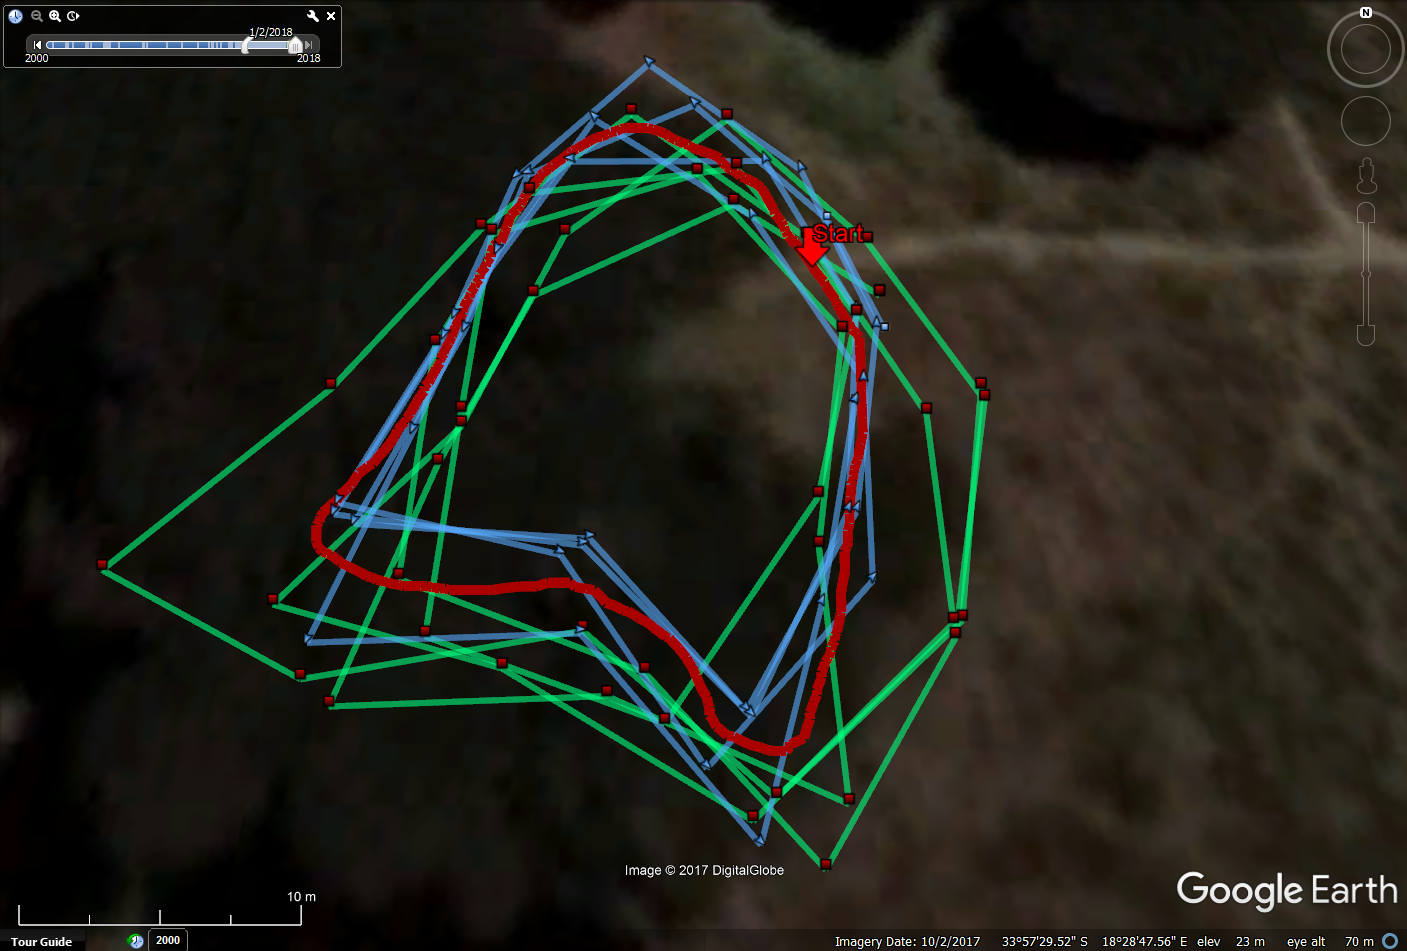 N
1/2/2018
2000
2018
Start
Image © 2017 DigitalGlobe
10 m
Google Earth
Tour Guide
2000
Imagery Date: 10/2/2017 33°57'29.52" S 18°28'47.56" E elev 23 m eye alt 70 m